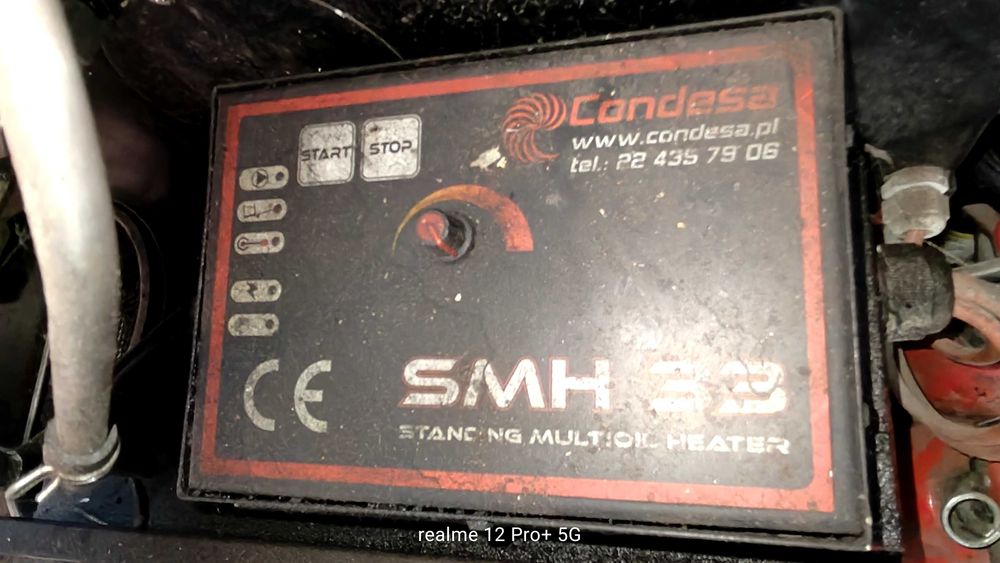 Condesa
www.condesa.pl
tel.: 22 435 79 06
START STOP
CE
SMH 33
STANDING MULTIOIL HEATER
realme 12 Pro+ 5G